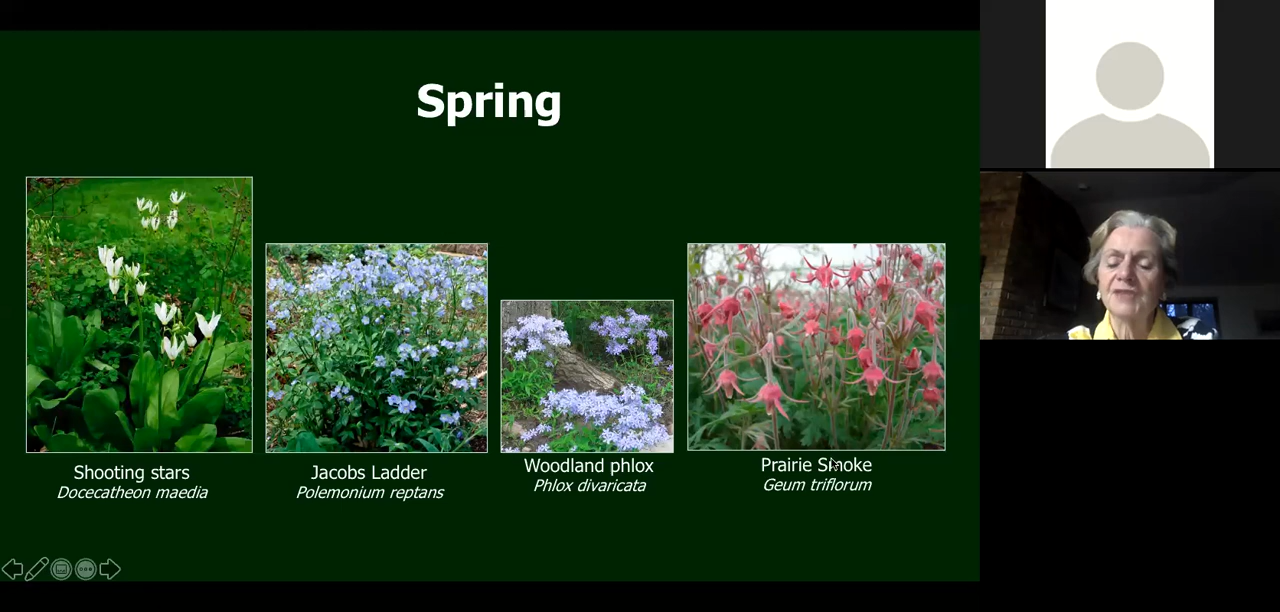 Spring
Shooting stars
Docecatheon maedia
Jacobs Ladder
Polemonium reptans
Woodland phlox
Phlox divaricata
Prairie Smoke
Geum triflorum